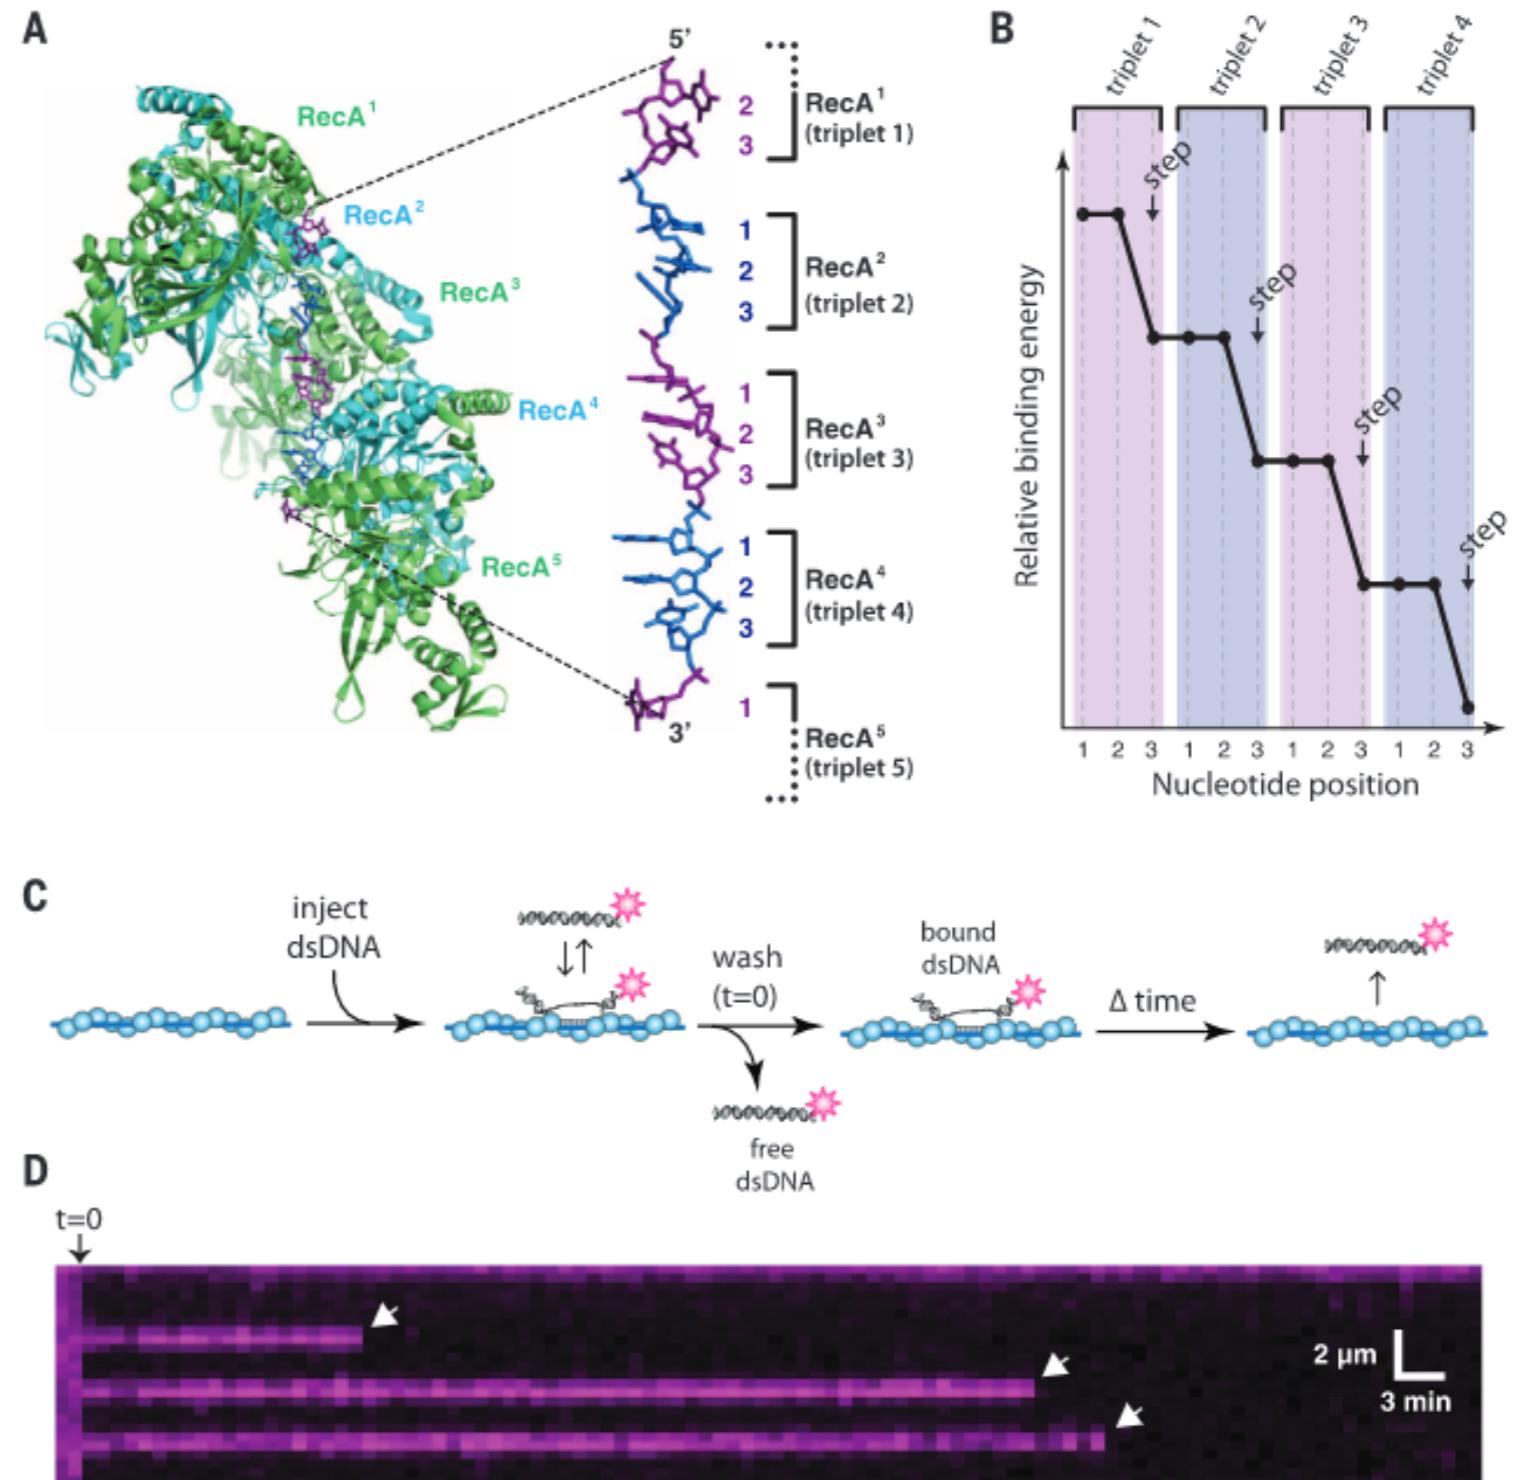 A
5'
RecA1
RecA2
RecA3
RecA4
RecA5
2
3
RecA1
(triplet 1)
1
2
3
RecA2
(triplet 2)
1
2
3
RecA3
(triplet 3)
1
2
3
RecA4
(triplet 4)
1
3'
RecA5
(triplet 5)
B
triplet 1
triplet 2
triplet 3
triplet 4
step
step
step
step
Relative binding energy
1 2 3 1 2 3 1 2 3 1 2 3
Nucleotide position
C
inject
dsDNA
wash
(t=0)
free
dsDNA
bound
dsDNA
Δ time
D
t=0
2 µm
3 min